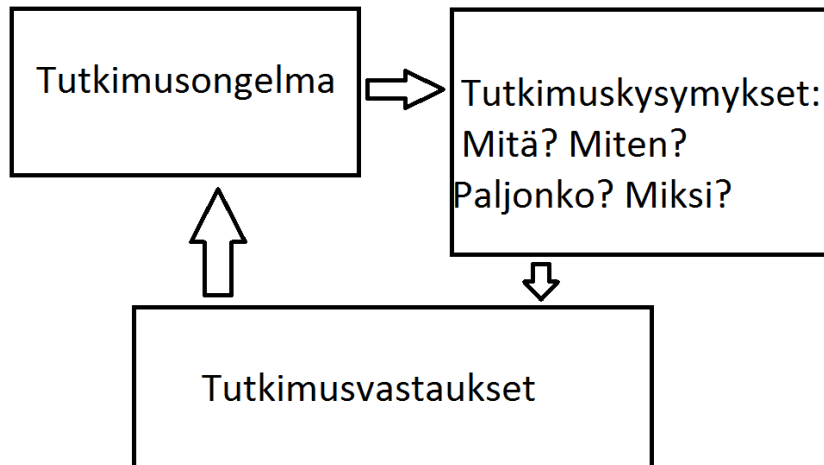 Tutkimusongelma
Tutkimuskysymykset:
Mitä? Miten?
Paljonko? Miksi?
Tutkimusvastaukset